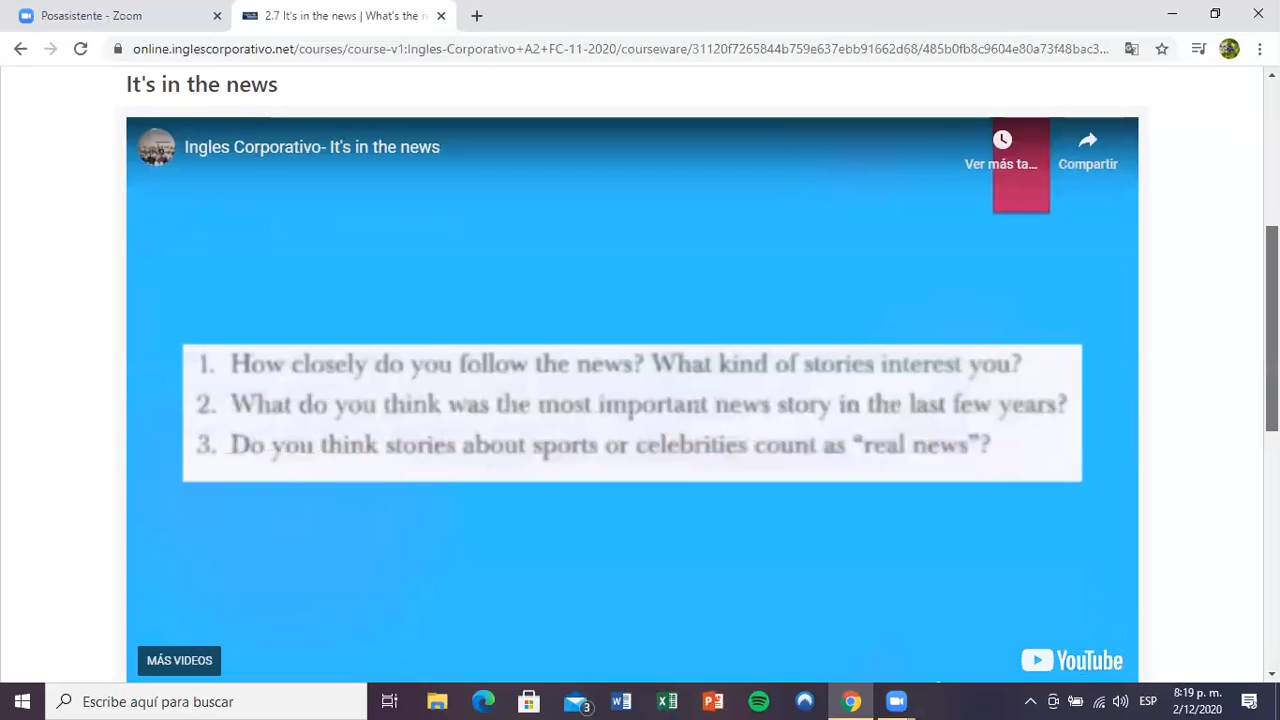 Posasistente - Zoom
2.7 It's in the news | What's the n
online.inglescorporativo.net/courses/course-v1:Ingles-Corporativo+A2+FC-11-2020/courseware/31120f7265844b759e637ebb91662d68/485b0fb8c9604e80a73f48bac3...
It's in the news
Ingles Corporativo- It's in the news
Ver más ta...
Compartir
1. How closely do you follow the news? What kind of stories interest you?
2. What do you think was the most important news story in the last few years?
3. Do you think stories about sports or celebrities count as “real news”?
MÁS VIDEOS
YouTube
Escribe aquí para buscar
3
ESP
8:19 p. m.
2/12/2020